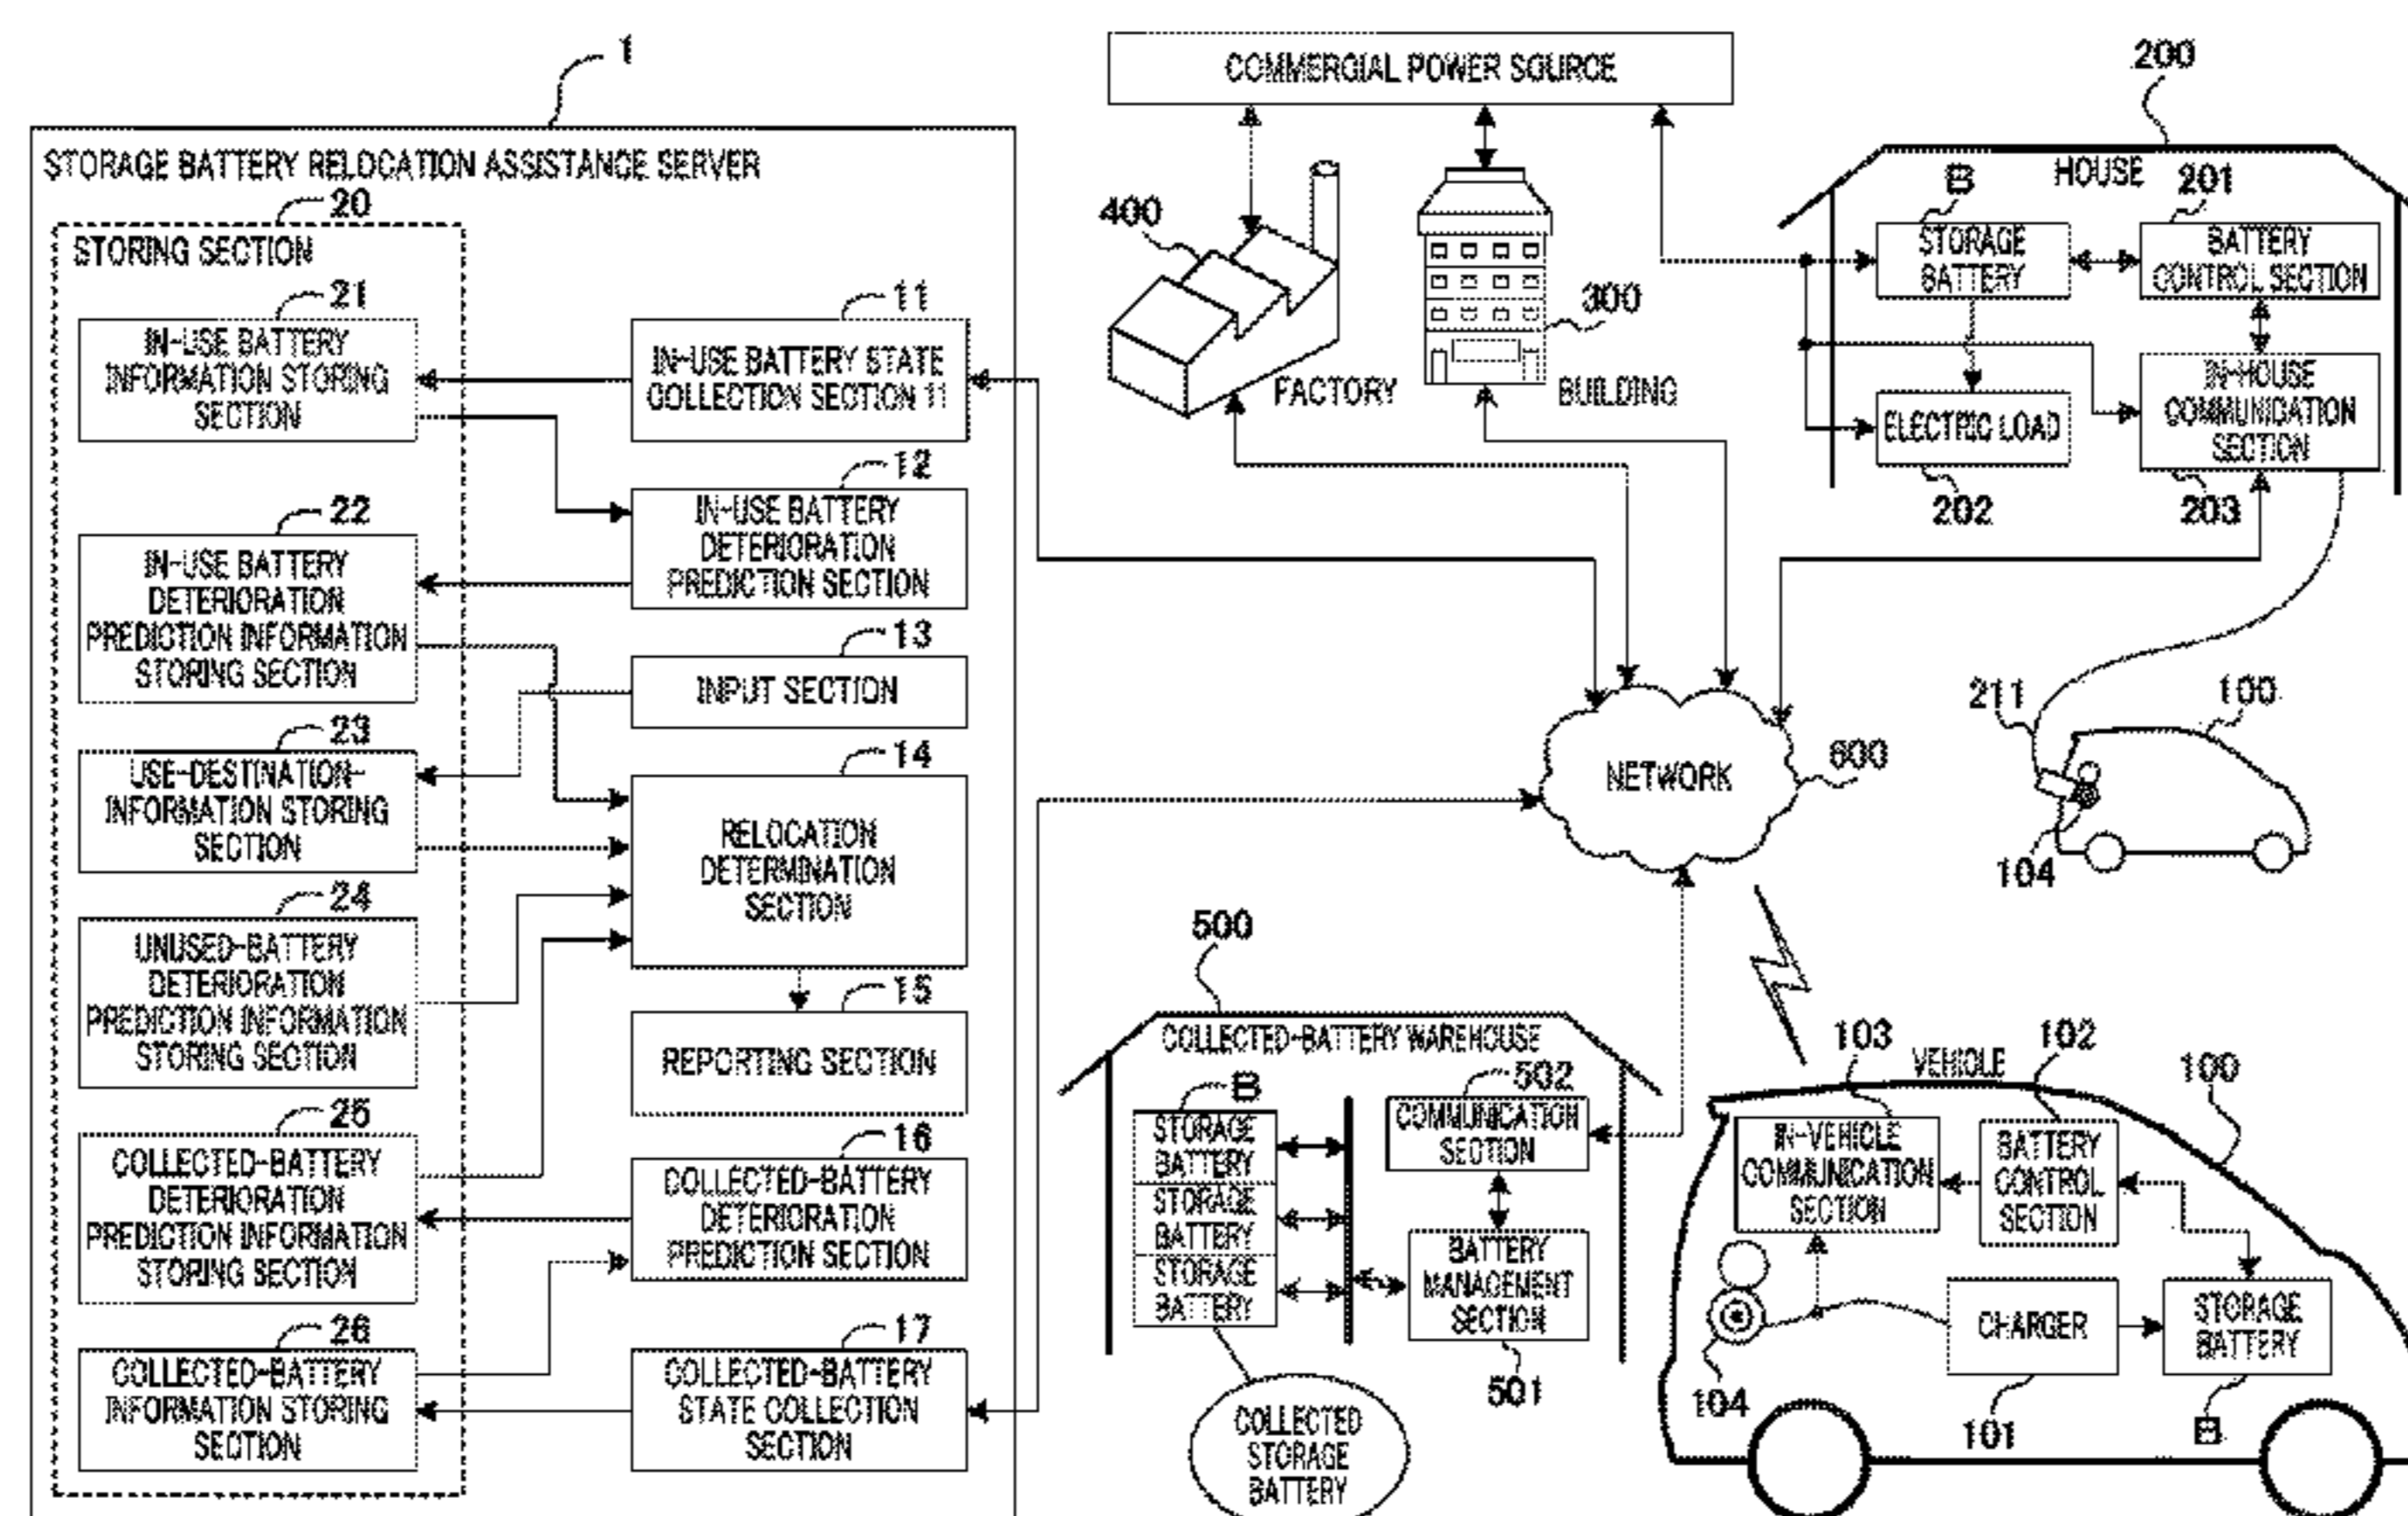 1
STORAGE BATTERY RELOCATION ASSISTANCE SERVER
20
STORING SECTION
21
IN-USE BATTERY
INFORMATION STORING
SECTION
22
IN-USE BATTERY
DETERIORATION
PREDICTION INFORMATION
STORING SECTION
23
USE-DESTINATION-
INFORMATION STORING
SECTION
24
UNUSED-BATTERY
DETERIORATION
PREDICTION INFORMATION
STORING SECTION
25
COLLECTED-BATTERY
DETERIORATION
PREDICTION INFORMATION
STORING SECTION
26
COLLECTED-BATTERY
INFORMATION STORING
SECTION
11
IN-USE BATTERY STATE
COLLECTION SECTION 11
12
IN-USE BATTERY
DETERIORATION
PREDICTION SECTION
13
INPUT SECTION
14
RELOCATION
DETERMINATION
SECTION
15
REPORTING SECTION
16
COLLECTED-BATTERY
DETERIORATION
PREDICTION SECTION
17
COLLECTED-BATTERY
STATE COLLECTION
SECTION
COMMERCIAL POWER SOURCE
400
FACTORY
300
BUILDING
200
HOUSE
B
STORAGE
BATTERY
201
BATTERY
CONTROL SECTION
ELECTRIC LOAD
202
IN-HOUSE
COMMUNICATION
SECTION
203
NETWORK
600
211
100
104
500
COLLECTED-BATTERY WAREHOUSE
B
STORAGE
BATTERY
STORAGE
BATTERY
STORAGE
BATTERY
502
COMMUNICATION
SECTION
BATTERY
MANAGEMENT
SECTION
501
COLLECTED
STORAGE
BATTERY
VEHICLE
100
103
IN-VEHICLE
COMMUNICATION
SECTION
102
BATTERY
CONTROL
SECTION
104
CHARGER
101
STORAGE
BATTERY
B